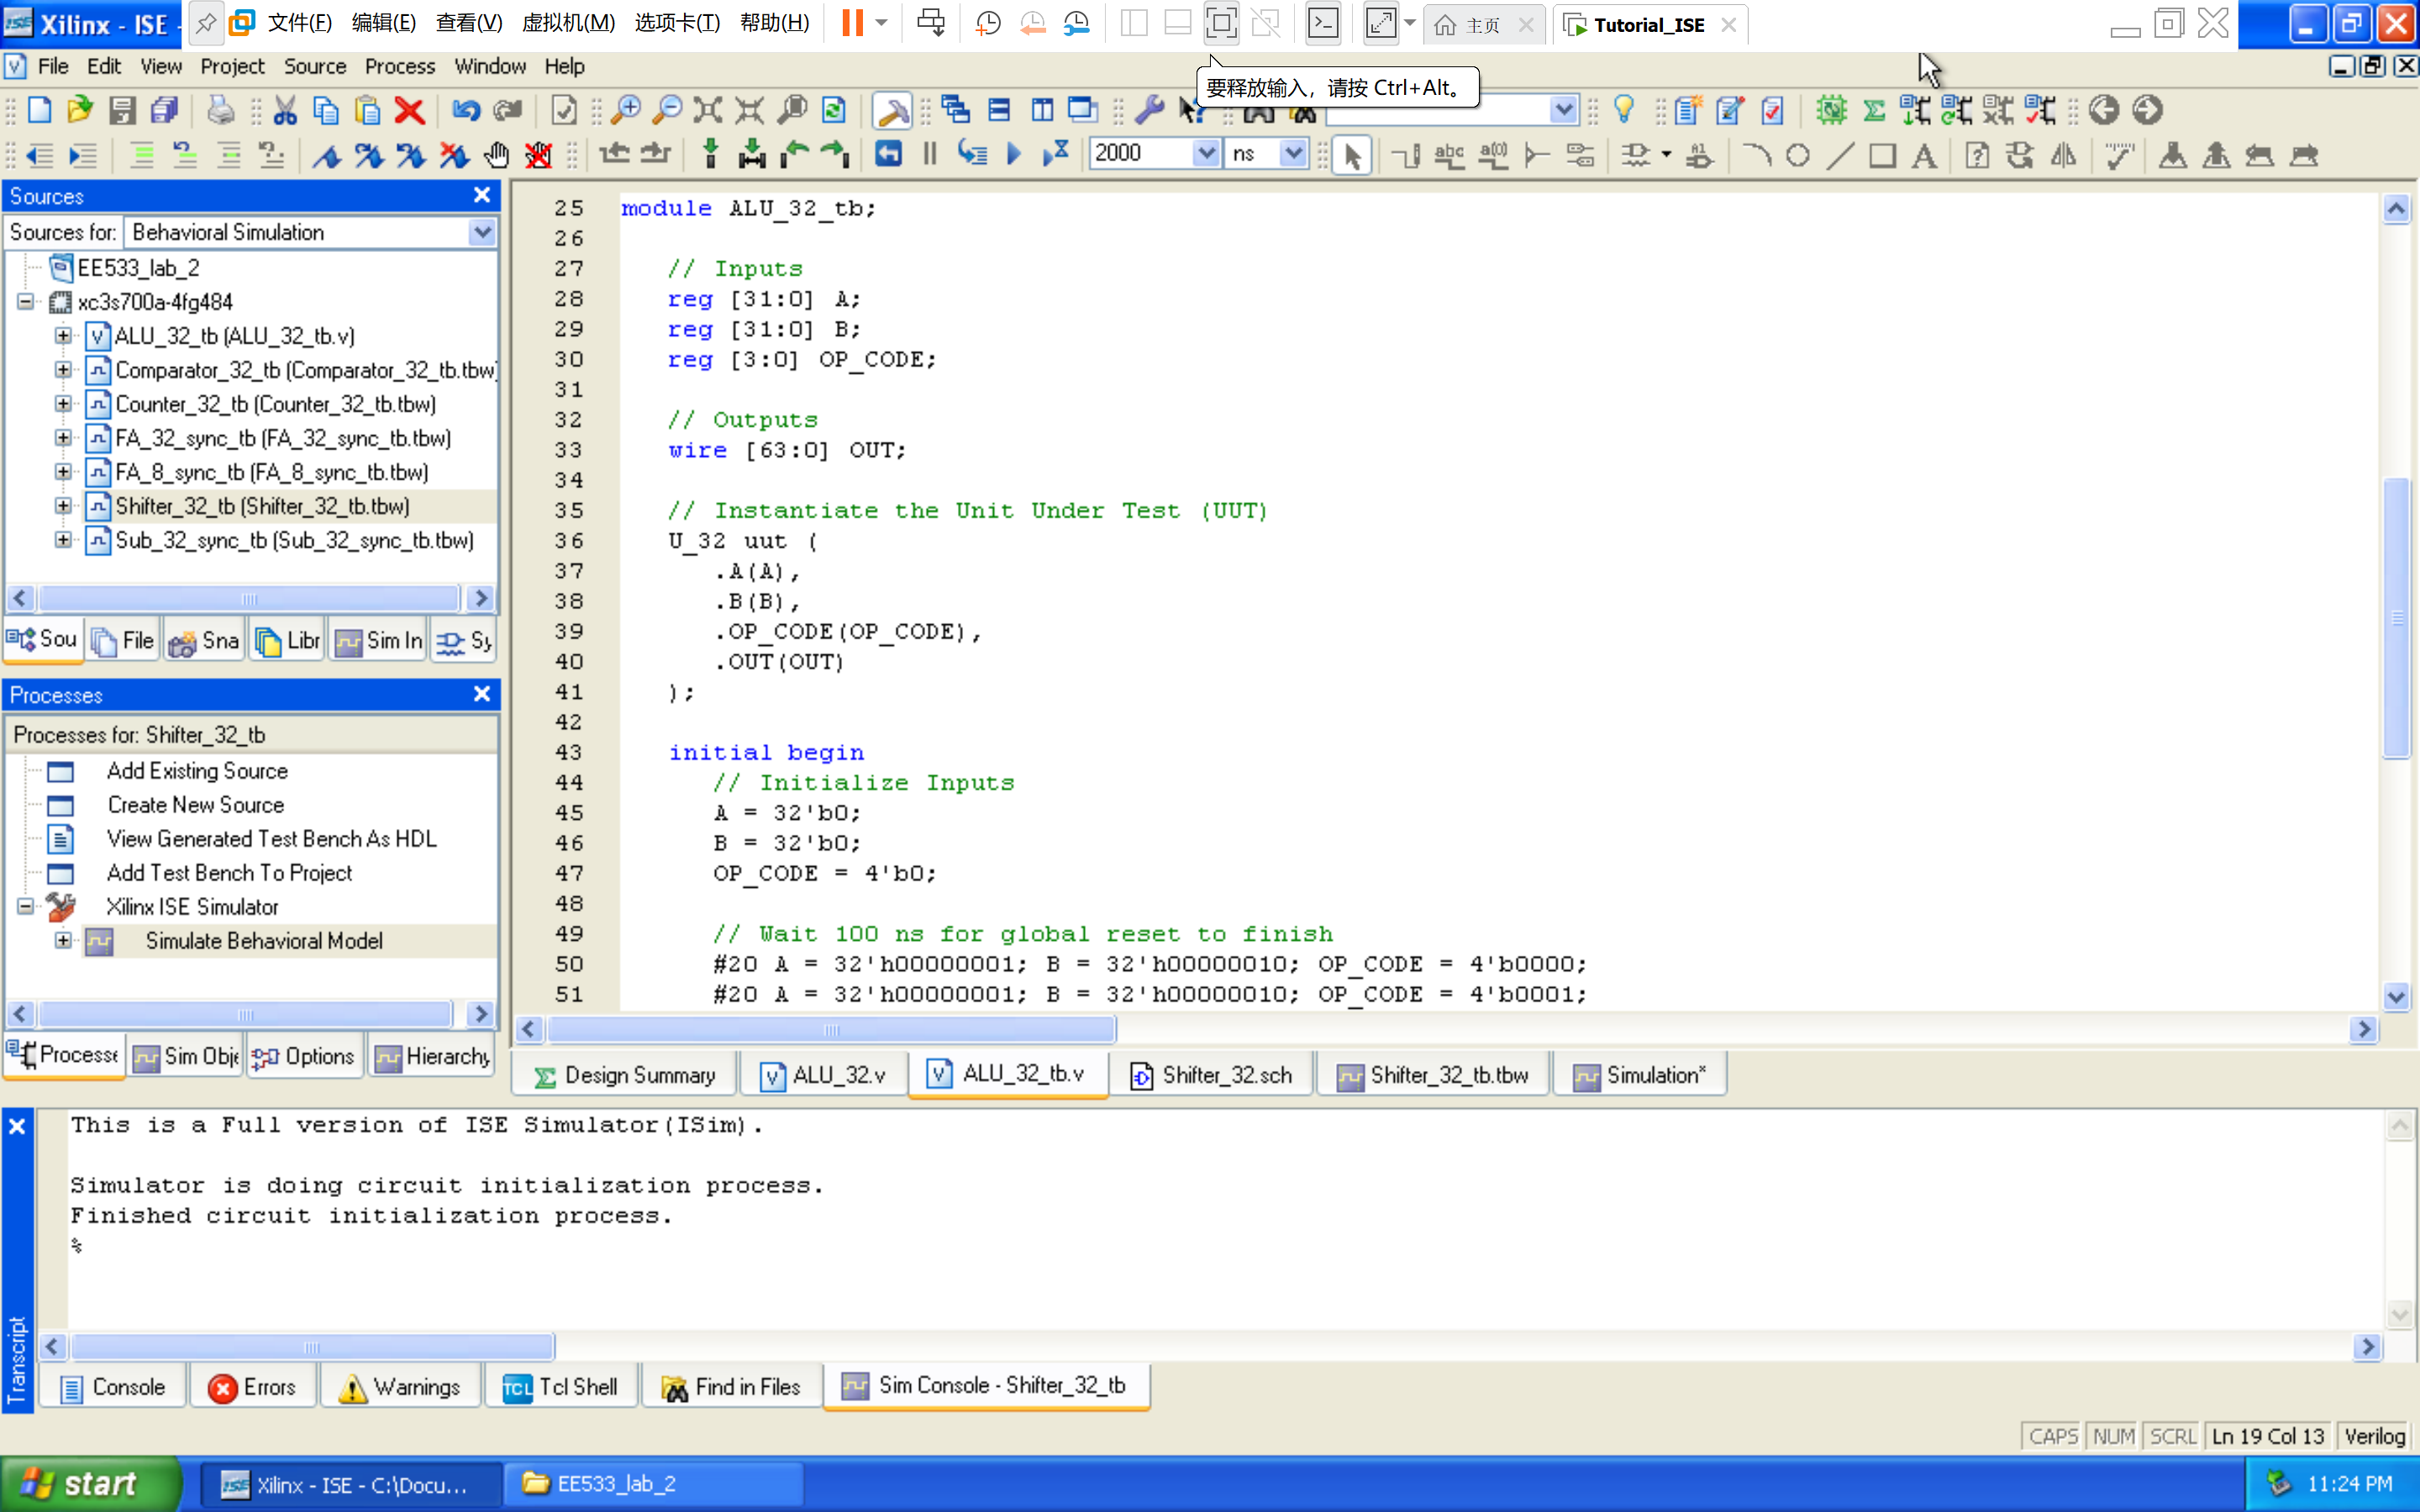 Xilinx - ISE -
文件(F) 编辑(E) 查看(V) 虚拟机(M) 选项卡(T) 帮助(H)
主页
Tutorial_ISE
File Edit View Project Source Process Window Help
要释放输入，请按 Ctrl+Alt。
2000 ns
Sources
Sources for: Behavioral Simulation
EE533_lab_2
xc3s700a-4fg484
ALU_32_tb (ALU_32_tb.v)
Comparator_32_tb (Comparator_32_tb.tbw)
Counter_32_tb (Counter_32_tb.tbw)
FA_32_sync_tb (FA_32_sync_tb.tbw)
FA_8_sync_tb (FA_8_sync_tb.tbw)
Shifter_32_tb (Shifter_32_tb.tbw)
Sub_32_sync_tb (Sub_32_sync_tb.tbw)
Sou File Sna Libr Sim In Sy
Processes
Processes for: Shifter_32_tb
Add Existing Source
Create New Source
View Generated Test Bench As HDL
Add Test Bench To Project
Xilinx ISE Simulator
Simulate Behavioral Model
Processe Sim Obje Options Hierarchy
25 module ALU_32_tb;
26
27 // Inputs
28 reg [31:0] A;
29 reg [31:0] B;
30 reg [3:0] OP_CODE;
31
32 // Outputs
33 wire [63:0] OUT;
34
35 // Instantiate the Unit Under Test (UUT)
36 U_32 uut (
37 .A(A),
38 .B(B),
39 .OP_CODE(OP_CODE),
40 .OUT(OUT)
41 );
42
43 initial begin
44 // Initialize Inputs
45 A = 32'b0;
46 B = 32'b0;
47 OP_CODE = 4'b0;
48
49 // Wait 100 ns for global reset to finish
50 #20 A = 32'h00000001; B = 32'h00000010; OP_CODE = 4'b0000;
51 #20 A = 32'h00000001; B = 32'h00000010; OP_CODE = 4'b0001;
Design Summary ALU_32.v ALU_32_tb.v Shifter_32.sch Shifter_32_tb.tbw Simulation*
Transcript
This is a Full version of ISE Simulator(ISim).
Simulator is doing circuit initialization process.
Finished circuit initialization process.
%
Console Errors Warnings Tcl Shell Find in Files Sim Console - Shifter_32_tb
CAPS NUM SCRL Ln 19 Col 13 Verilog
start Xilinx - ISE - C:\Docu... EE533_lab_2 11:24 PM